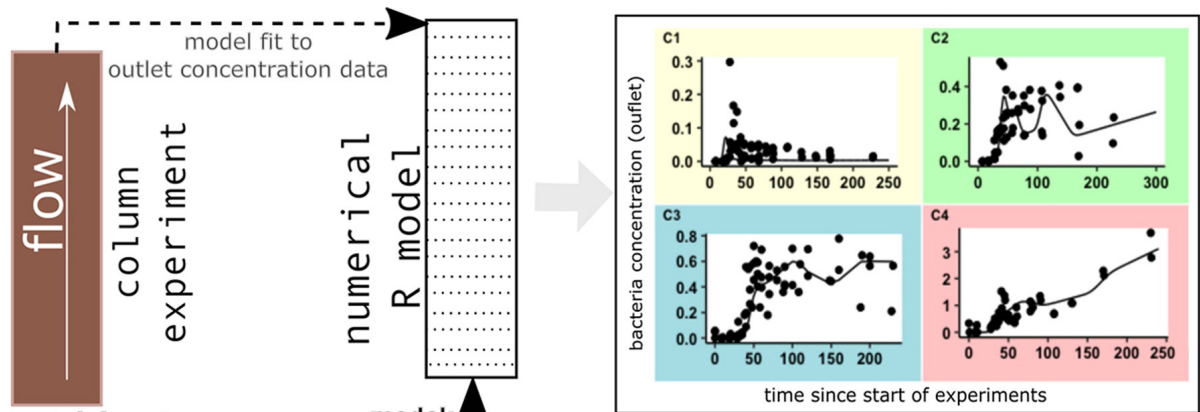 model fit to
outlet concentration data
flow
column
experiment
numerical
R model
bacteria concentration (ouflet)
C1
0.3
0.2
0.1
0.0
0 50 100 150 200 250
C2
0.4
0.2
0.0
0 100 200 300
C3
0.8
0.6
0.4
0.2
0.0
0 50 100 150 200
C4
3
2
1
0
0 50 100 150 200 250
time since start of experiments